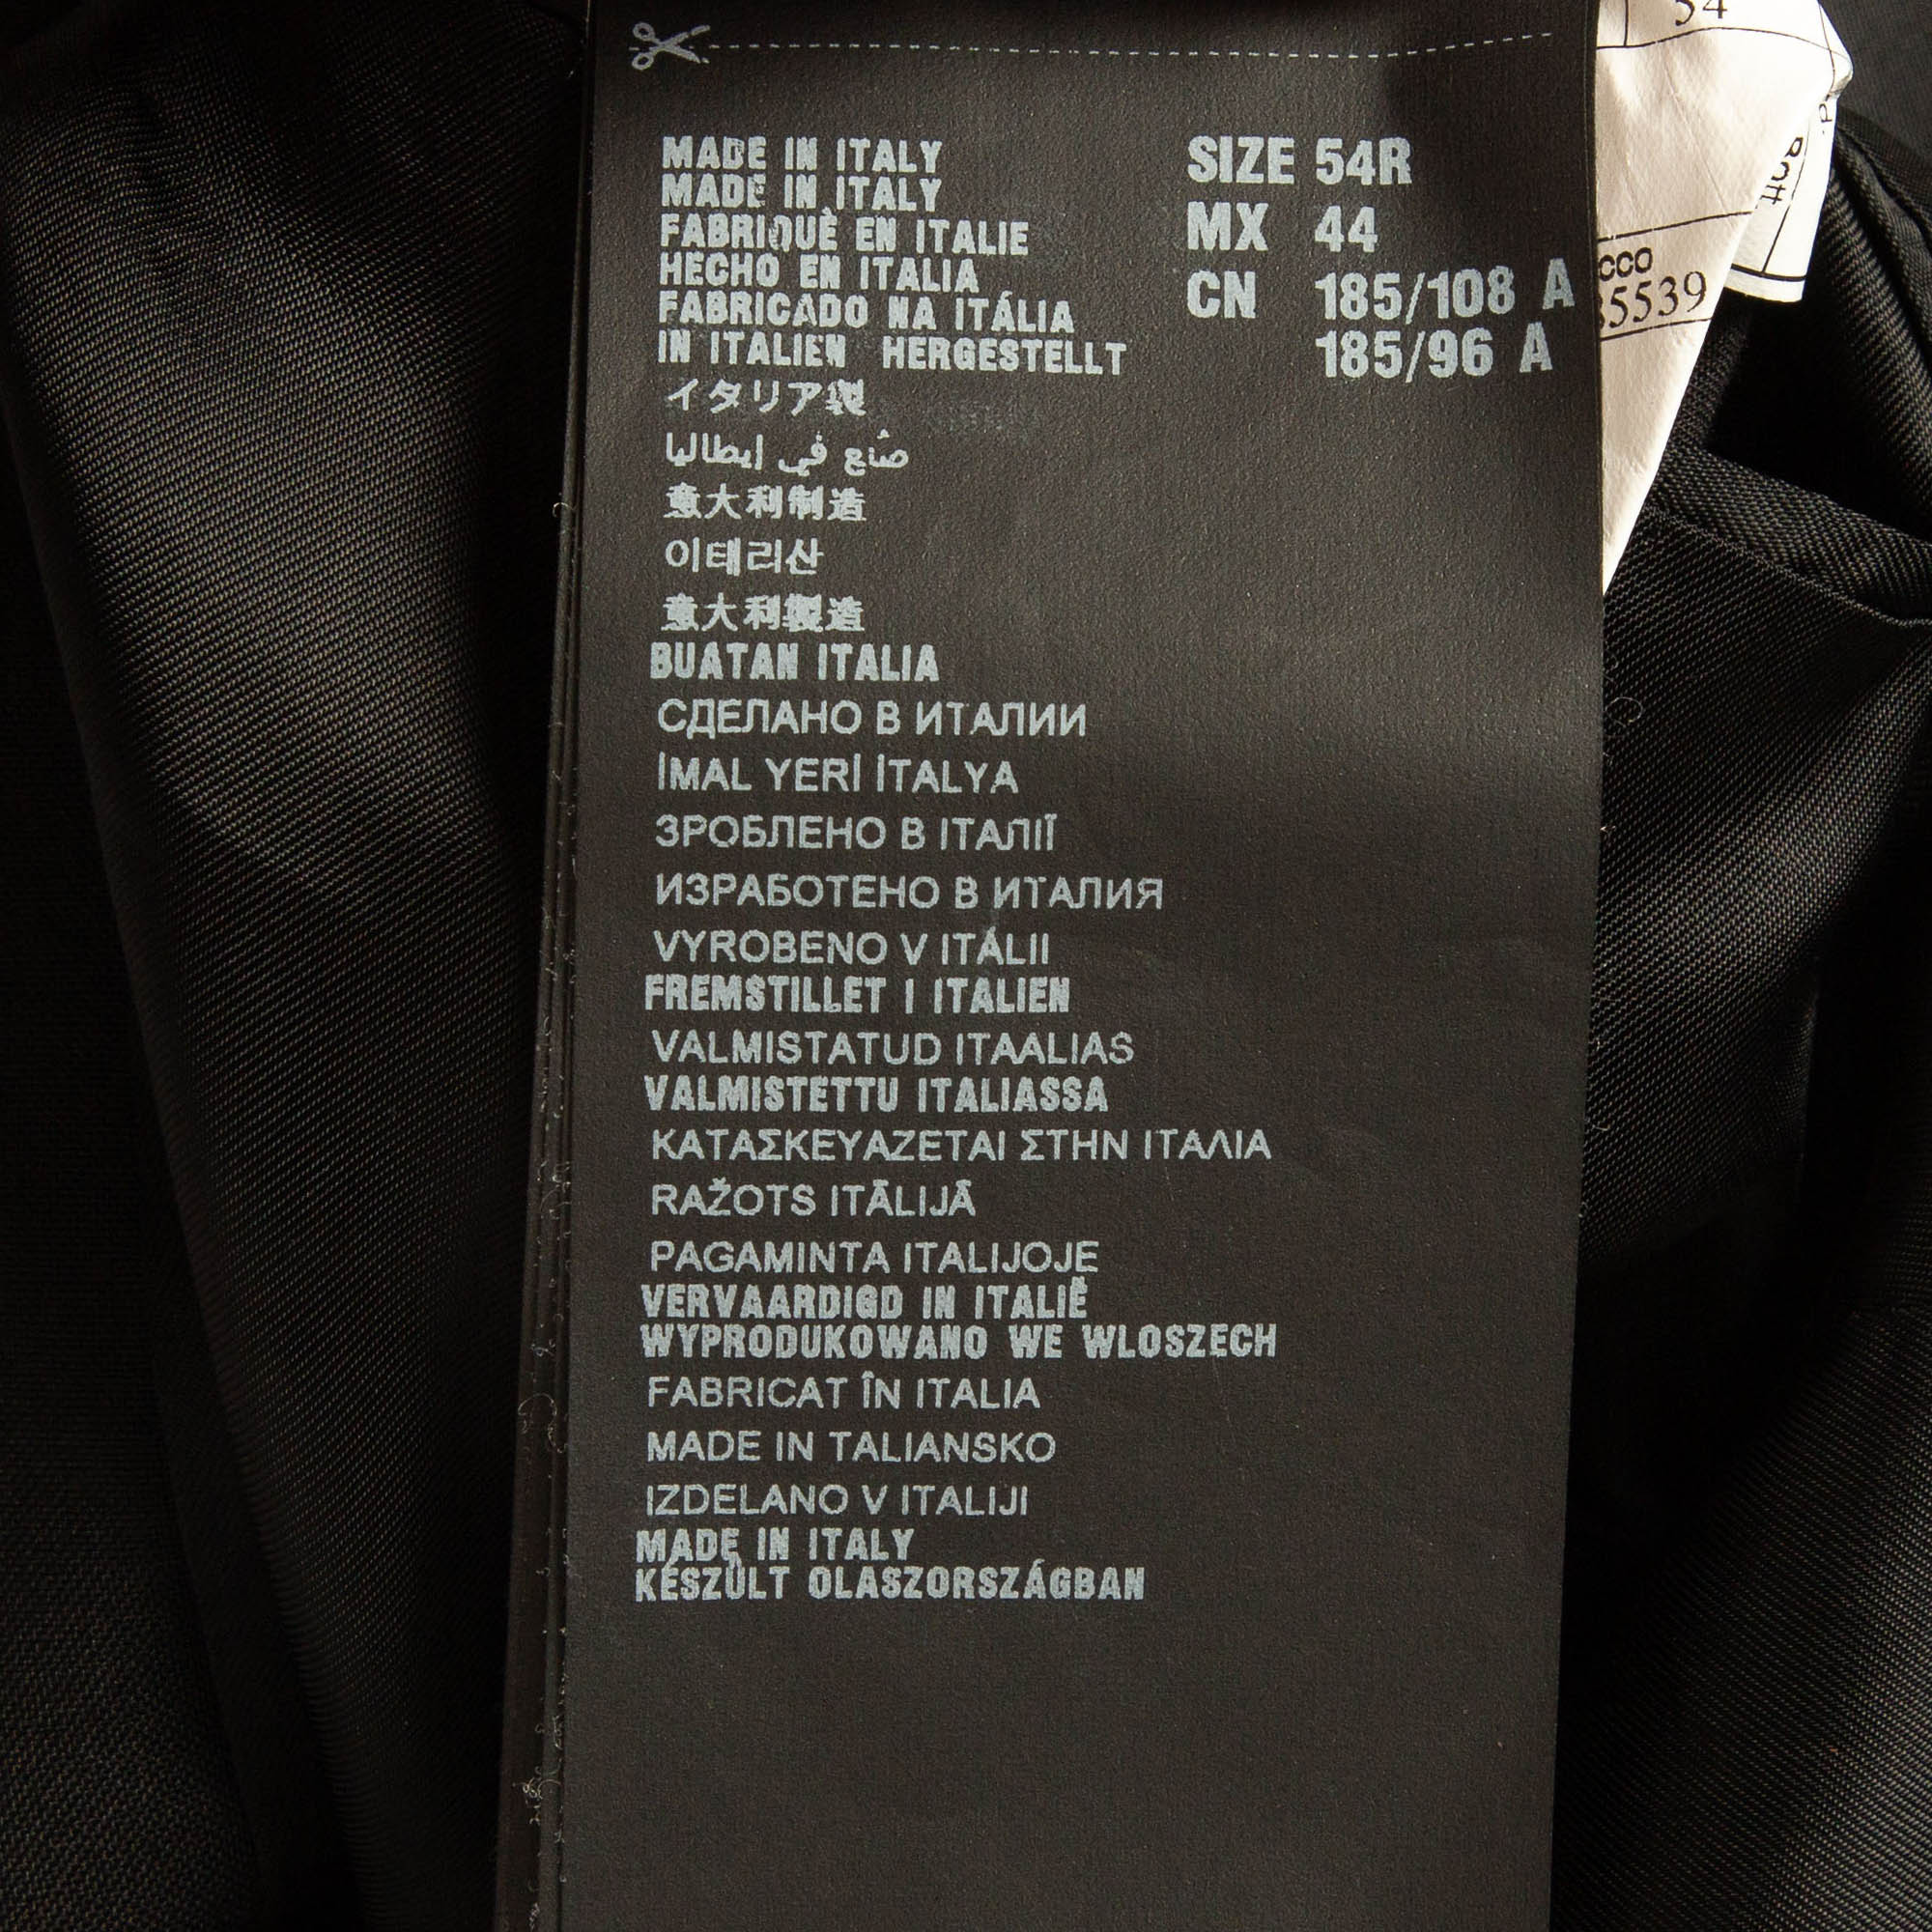 MADE IN ITALY
MADE IN ITALY
FABRIQUÈ EN ITALIE
HECHO EN ITALIA
FABRICADO NA ITÁLIA
IN ITALIEN HERGESTELLT
イタリア製
صُنِع في إيطاليا
意大利制造
이태리산
意大利製造
BUATAN ITALIA
СДЕЛАНО В ИТАЛИИ
İMAL YERİ İTALYA
ЗРОБЛЕНО В ІТАЛІЇ
ИЗРАБОТЕНО В ИТАЛИЯ
VYROBENO V ITÁLII
FREMSTILLET I ITALIEN
VALMISTATUD ITAALIAS
VALMISTETTU ITALIASSA
ΚΑΤΑΣΚΕΥΑΖΕΤΑΙ ΣΤΗΝ ΙΤΑΛΙΑ
RAŽOTS ITĀLIJĀ
PAGAMINTA ITALIJOJE
VERVAARDIGD IN ITALIË
WYPRODUKOWANO WE WLOSZECH
FABRICAT ÎN ITALIA
MADE IN TALIANSKO
IZDELANO V ITALIJI
MADE IN ITALY
KÉSZÜLT OLASZORSZÁGBAN
SIZE 54R
MX 44
CN 185/108 A
185/96 A
54
5539